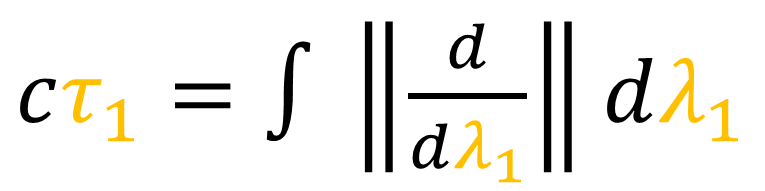 cτ₁ = ∫ ‖d/dλ₁‖ dλ₁